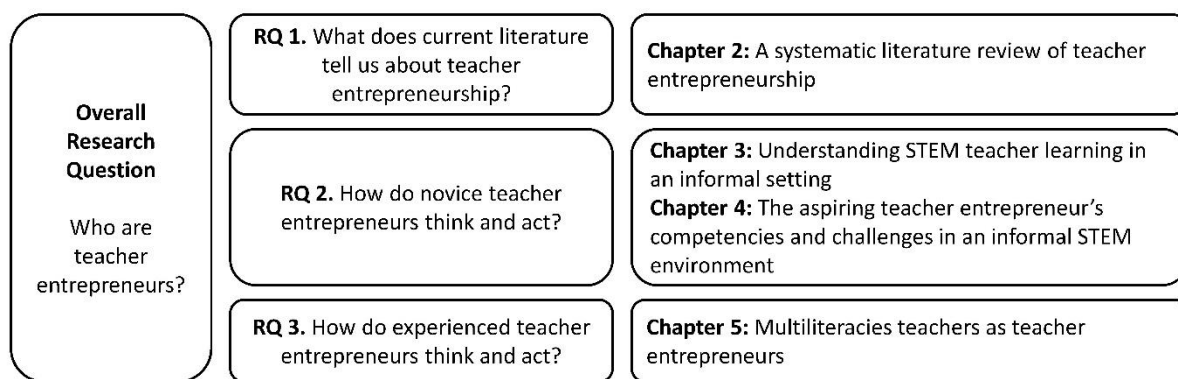 Overall
Research
Question
Who are
teacher
entrepreneurs?
RQ 1. What does current literature
tell us about teacher
entrepreneurship?
Chapter 2: A systematic literature review of teacher
entrepreneurship
RQ 2. How do novice teacher
entrepreneurs think and act?
Chapter 3: Understanding STEM teacher learning in
an informal setting
Chapter 4: The aspiring teacher entrepreneur’s
competencies and challenges in an informal STEM
environment
RQ 3. How do experienced teacher
entrepreneurs think and act?
Chapter 5: Multiliteracies teachers as teacher
entrepreneurs